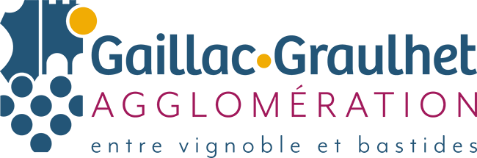 Gaillac•Graulhet
AGGLOMÉRATION
entre vignoble et bastides